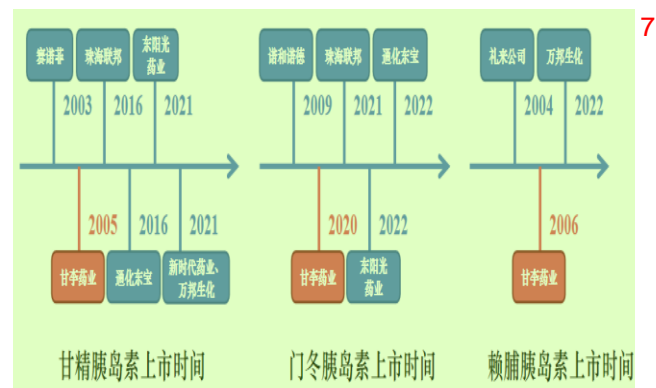 7
赛诺菲
珠海联邦
东阳光
药业
2003
2016
2021
2005
2016
2021
甘李药业
通化东宝
新时代药业、
万邦生化
甘精胰岛素上市时间
诺和诺德
珠海联邦
通化东宝
2009
2021
2022
2020
2022
甘李药业
东阳光
药业
门冬胰岛素上市时间
礼来公司
万邦生化
2004
2022
2006
甘李药业
赖脯胰岛素上市时间